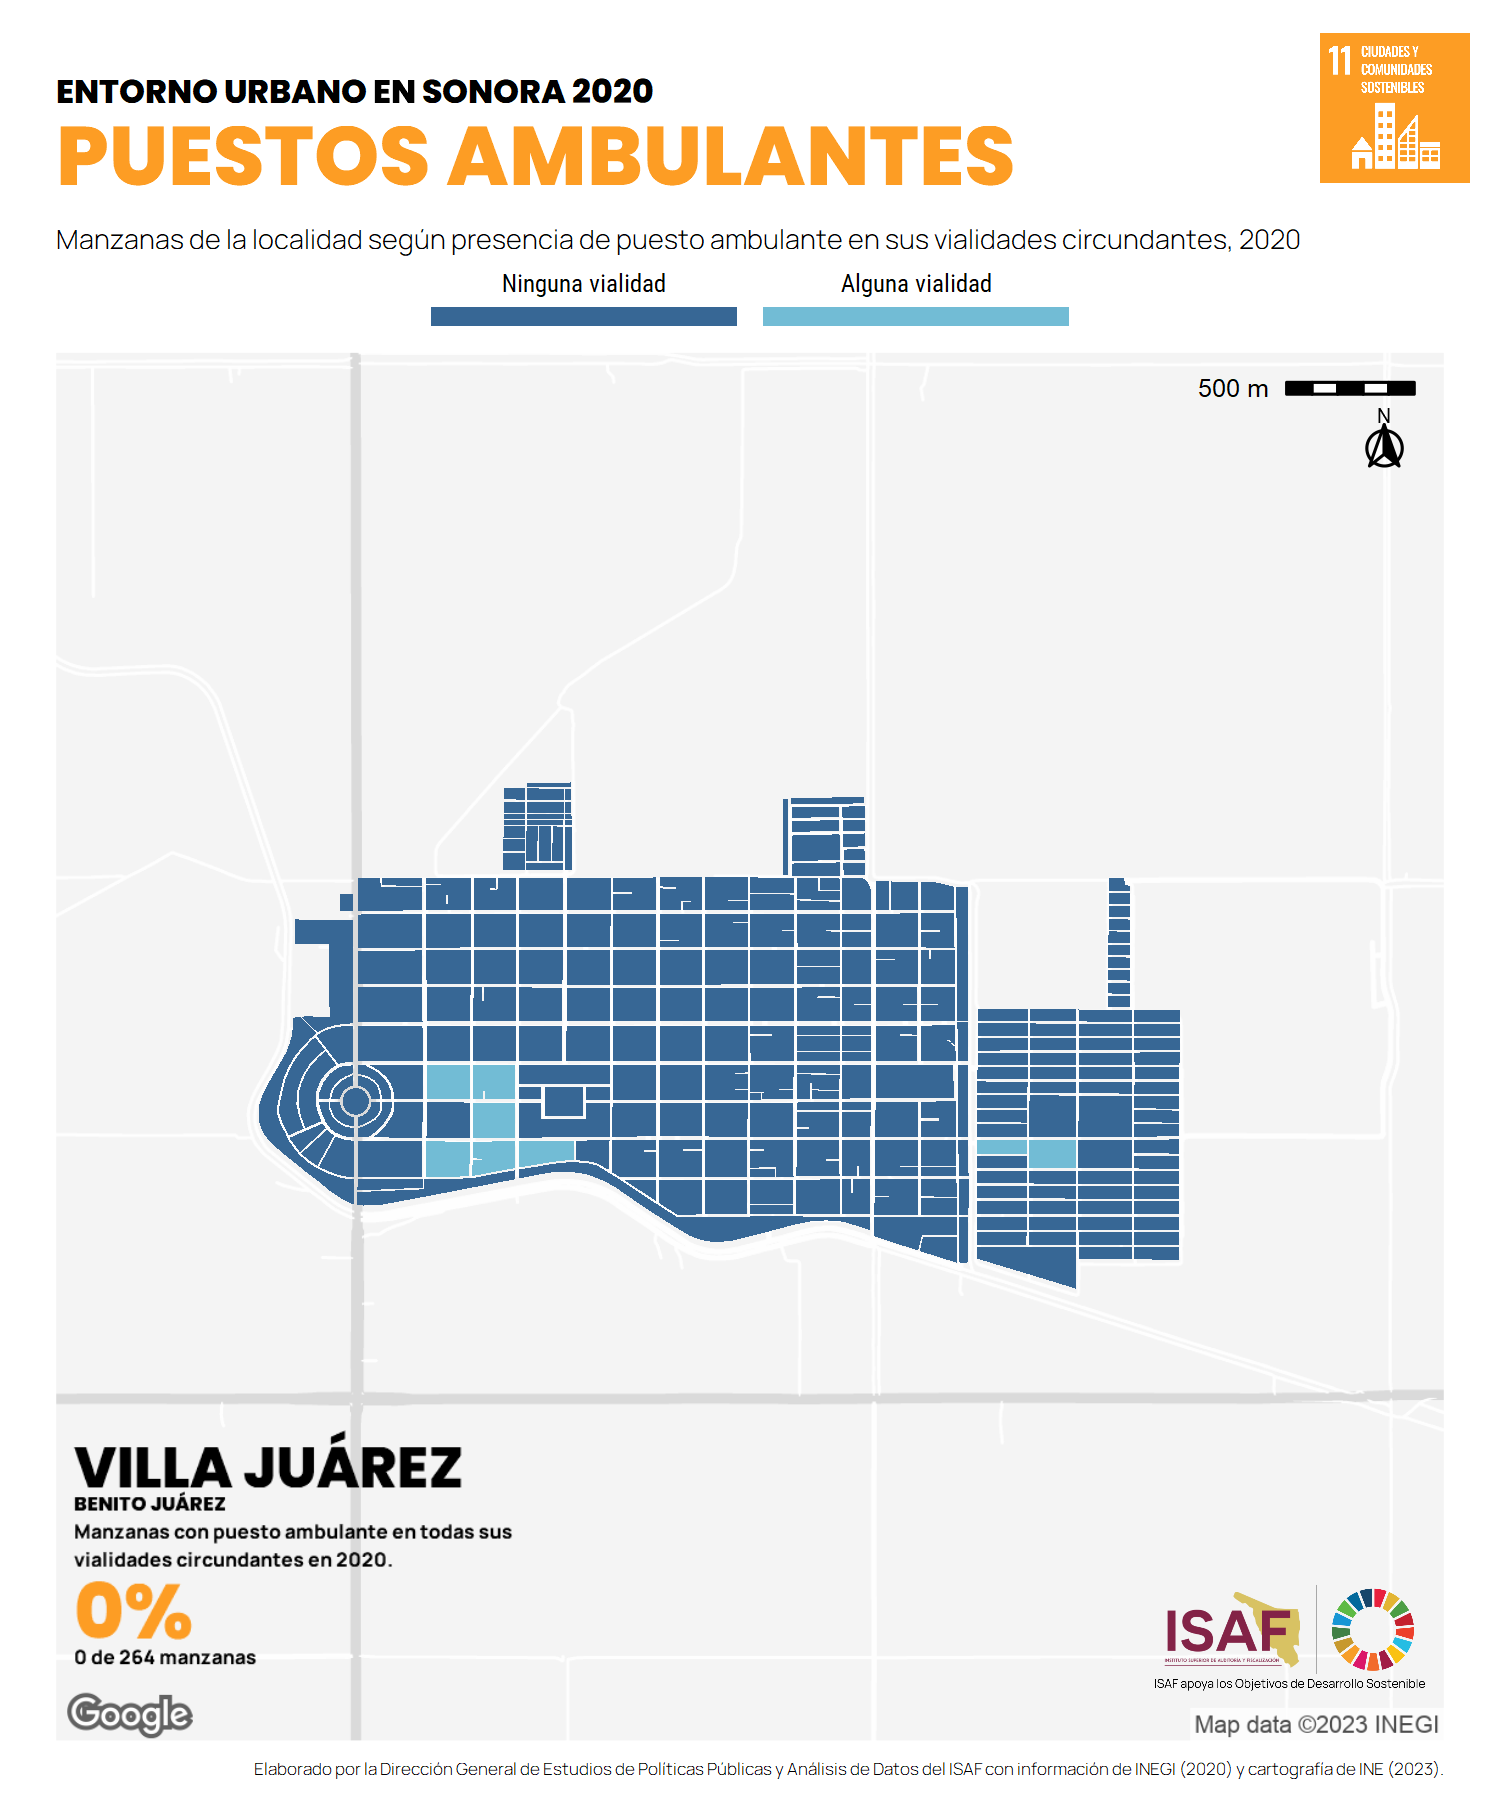 11 CIUDADES Y
COMUNIDADES
SOSTENIBLES
ENTORNO URBANO EN SONORA 2020
PUESTOS AMBULANTES
Manzanas de la localidad según presencia de puesto ambulante en sus vialidades circundantes, 2020
Ninguna vialidad
Alguna vialidad
500 m
N
VILLA JUÁREZ
BENITO JUÁREZ
Manzanas con puesto ambulante en todas sus
vialidades circundantes en 2020.
0%
0 de 264 manzanas
ISAF
INSTITUTO SUPERIOR DE AUDITORÍA Y FISCALIZACIÓN
ISAF apoya los Objetivos de Desarrollo Sostenible
Google
Map data ©2023 INEGI
Elaborado por la Dirección General de Estudios de Políticas Públicas y Análisis de Datos del ISAF con información de INEGI (2020) y cartografía de INE (2023).